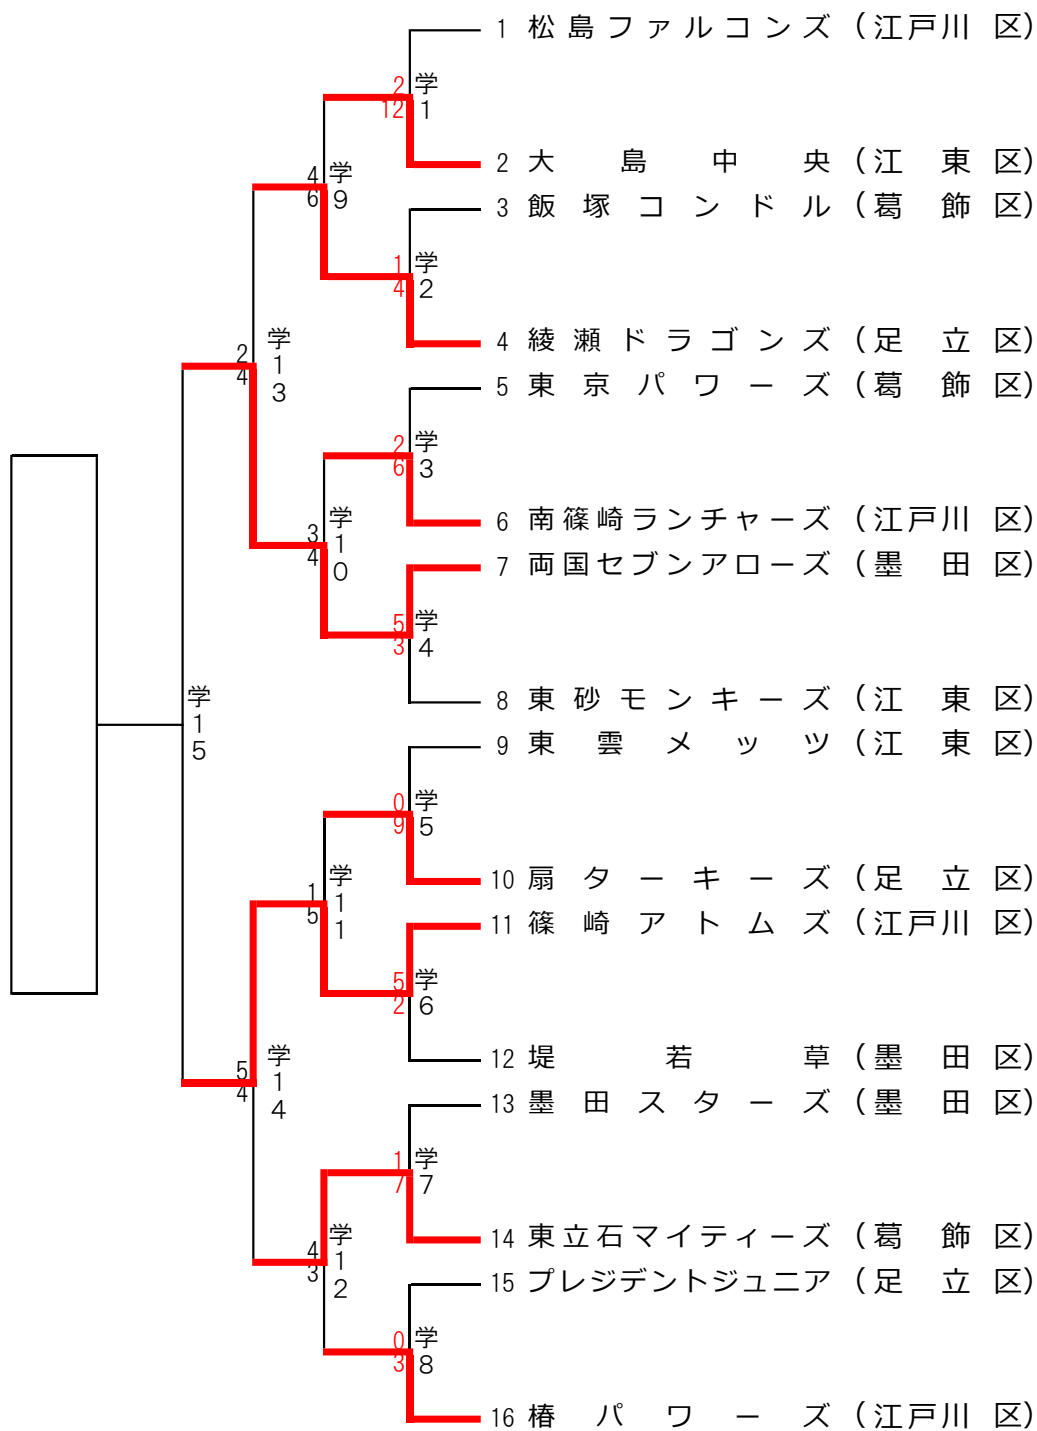 1 松島ファルコンズ (江戸川区)
2
12
学1
2 大島中央 (江東区)
4
6
学9
3 飯塚コンドル (葛飾区)
1
4
学2
4 綾瀬ドラゴンズ (足立区)
2
4
学13
5 東京パワーズ (葛飾区)
2
6
学3
6 南篠崎ランチャーズ (江戸川区)
3
4
学10
7 両国セブンアローズ (墨田区)
5
3
学4
8 東砂モンキーズ (江東区)
学15
9 東雲メッツ (江東区)
0
9
学5
10 扇ターキーズ (足立区)
1
5
学11
11 篠崎アトムズ (江戸川区)
5
2
学6
12 堤若草 (墨田区)
5
4
学14
13 墨田スターズ (墨田区)
1
7
学7
14 東立石マイティーズ (葛飾区)
4
3
学12
15 プレジデントジュニア (足立区)
0
3
学8
16 椿パワーズ (江戸川区)